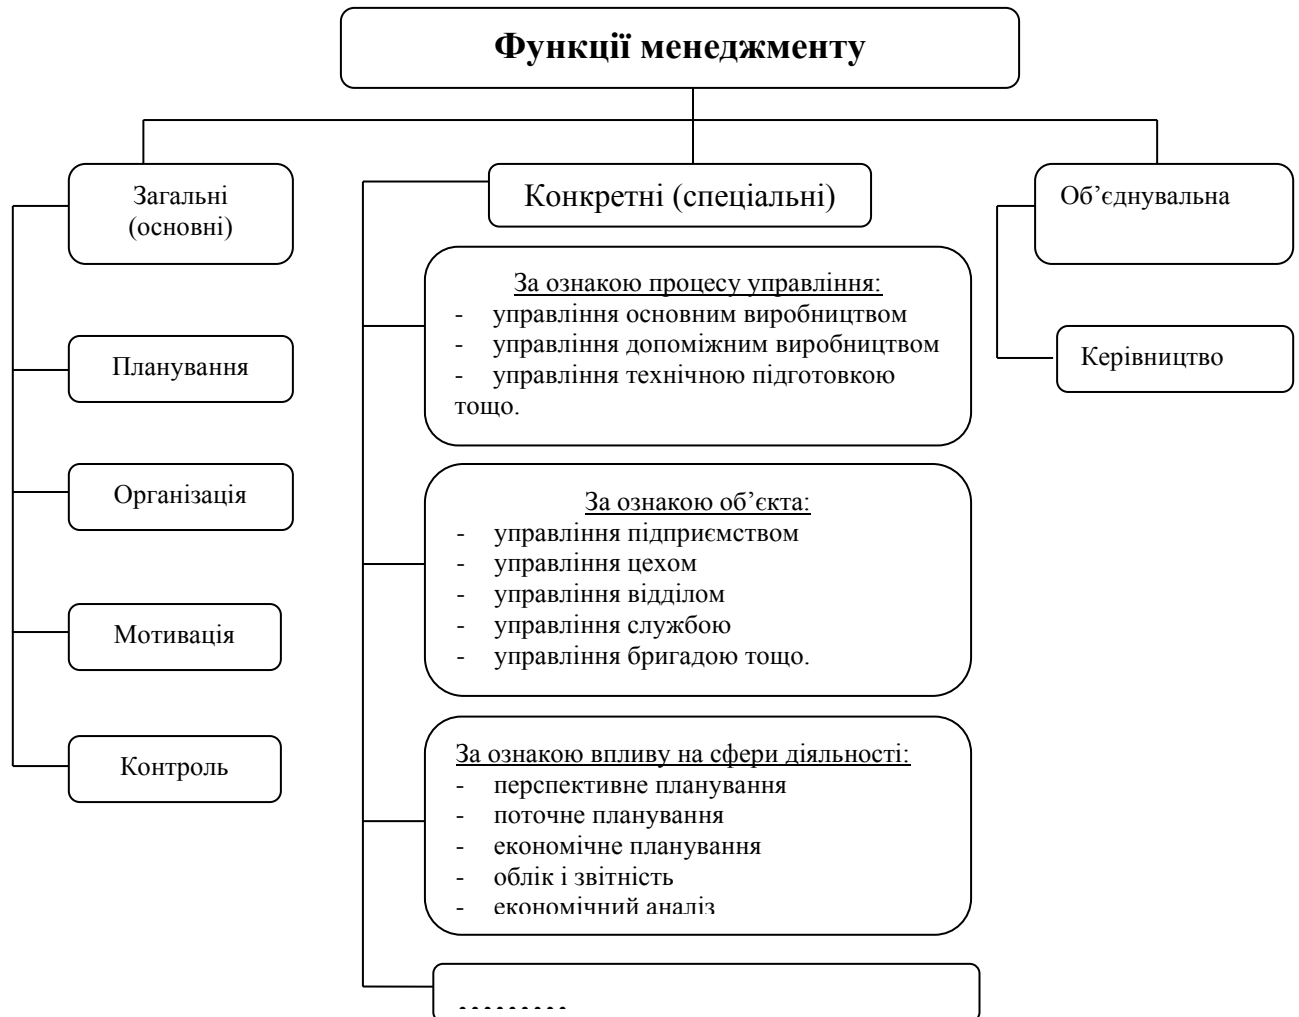 Функції менеджменту
Загальні
(основні)
Планування
Організація
Мотивація
Контроль
Конкретні (спеціальні)
За ознакою процесу управління:
- управління основним виробництвом
- управління допоміжним виробництвом
- управління технічною підготовкою
тощо.
За ознакою об’єкта:
- управління підприємством
- управління цехом
- управління відділом
- управління службою
- управління бригадою тощо.
За ознакою впливу на сфери діяльності:
- перспективне планування
- поточне планування
- економічне планування
- облік і звітність
- економічний аналіз
………
Об’єднувальна
Керівництво